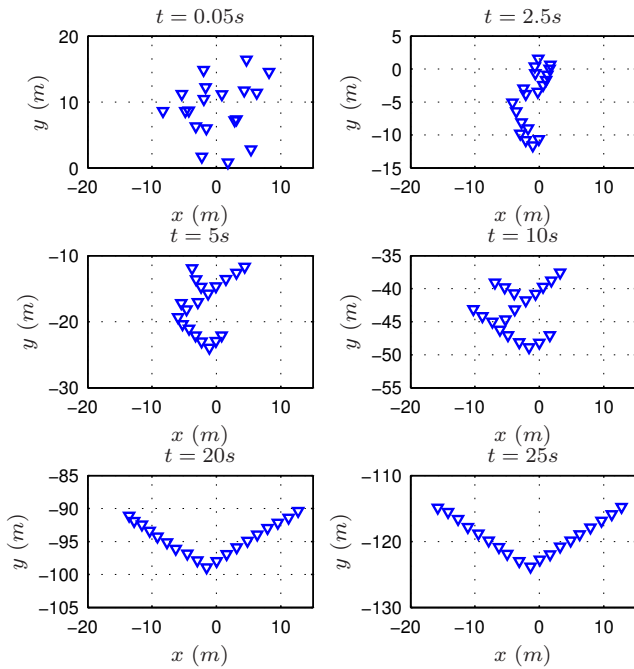 t = 0.05s
20
10
0
y (m)
−20 −10 0 10
x (m)
t = 2.5s
5
0
−5
−10
−15
y (m)
−20 −10 0 10
x (m)
t = 5s
−10
−20
−30
y (m)
−20 −10 0 10
x (m)
t = 10s
−35
−40
−45
−50
−55
y (m)
−20 −10 0 10
x (m)
t = 20s
−85
−90
−95
−100
−105
y (m)
−20 −10 0 10
x (m)
t = 25s
−110
−120
−130
y (m)
−20 −10 0 10
x (m)